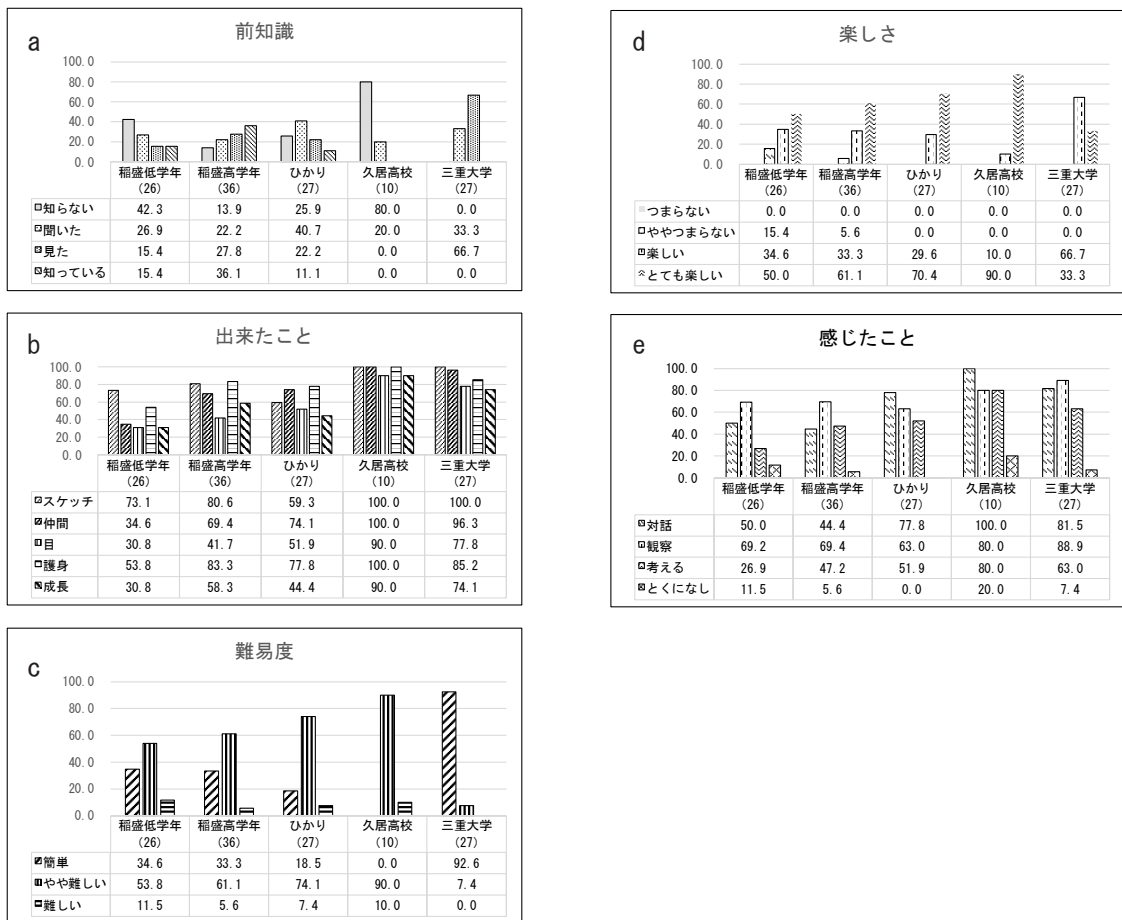 a
前知識
100.0
80.0
60.0
40.0
20.0
0.0
稲盛低学年 稲盛高学年 ひかり 久居高校 三重大学
(26) (36) (27) (10) (27)
知らない 42.3 13.9 25.9 80.0 0.0
聞いた 26.9 22.2 40.7 20.0 33.3
見た 15.4 27.8 22.2 0.0 66.7
知っている 15.4 36.1 11.1 0.0 0.0
b
出来たこと
100.0
80.0
60.0
40.0
20.0
0.0
稲盛低学年 稲盛高学年 ひかり 久居高校 三重大学
(26) (36) (27) (10) (27)
スケッチ 73.1 80.6 59.3 100.0 100.0
仲間 34.6 69.4 74.1 100.0 96.3
目 30.8 41.7 51.9 90.0 77.8
護身 53.8 83.3 77.8 100.0 85.2
成長 30.8 58.3 44.4 90.0 74.1
c
難易度
100.0
80.0
60.0
40.0
20.0
0.0
稲盛低学年 稲盛高学年 ひかり 久居高校 三重大学
(26) (36) (27) (10) (27)
簡単 34.6 33.3 18.5 0.0 92.6
やや難しい 53.8 61.1 74.1 90.0 7.4
難しい 11.5 5.6 7.4 10.0 0.0
d
楽しさ
100.0
80.0
60.0
40.0
20.0
0.0
稲盛低学年 稲盛高学年 ひかり 久居高校 三重大学
(26) (36) (27) (10) (27)
つまらない 0.0 0.0 0.0 0.0 0.0
ややつまらない 15.4 5.6 0.0 0.0 0.0
楽しい 34.6 33.3 29.6 10.0 66.7
とても楽しい 50.0 61.1 70.4 90.0 33.3
e
感じたこと
100.0
80.0
60.0
40.0
20.0
0.0
稲盛低学年 稲盛高学年 ひかり 久居高校 三重大学
(26) (36) (27) (10) (27)
対話 50.0 44.4 77.8 100.0 81.5
観察 69.2 69.4 63.0 80.0 88.9
考える 26.9 47.2 51.9 80.0 63.0
とくになし 11.5 5.6 0.0 20.0 7.4